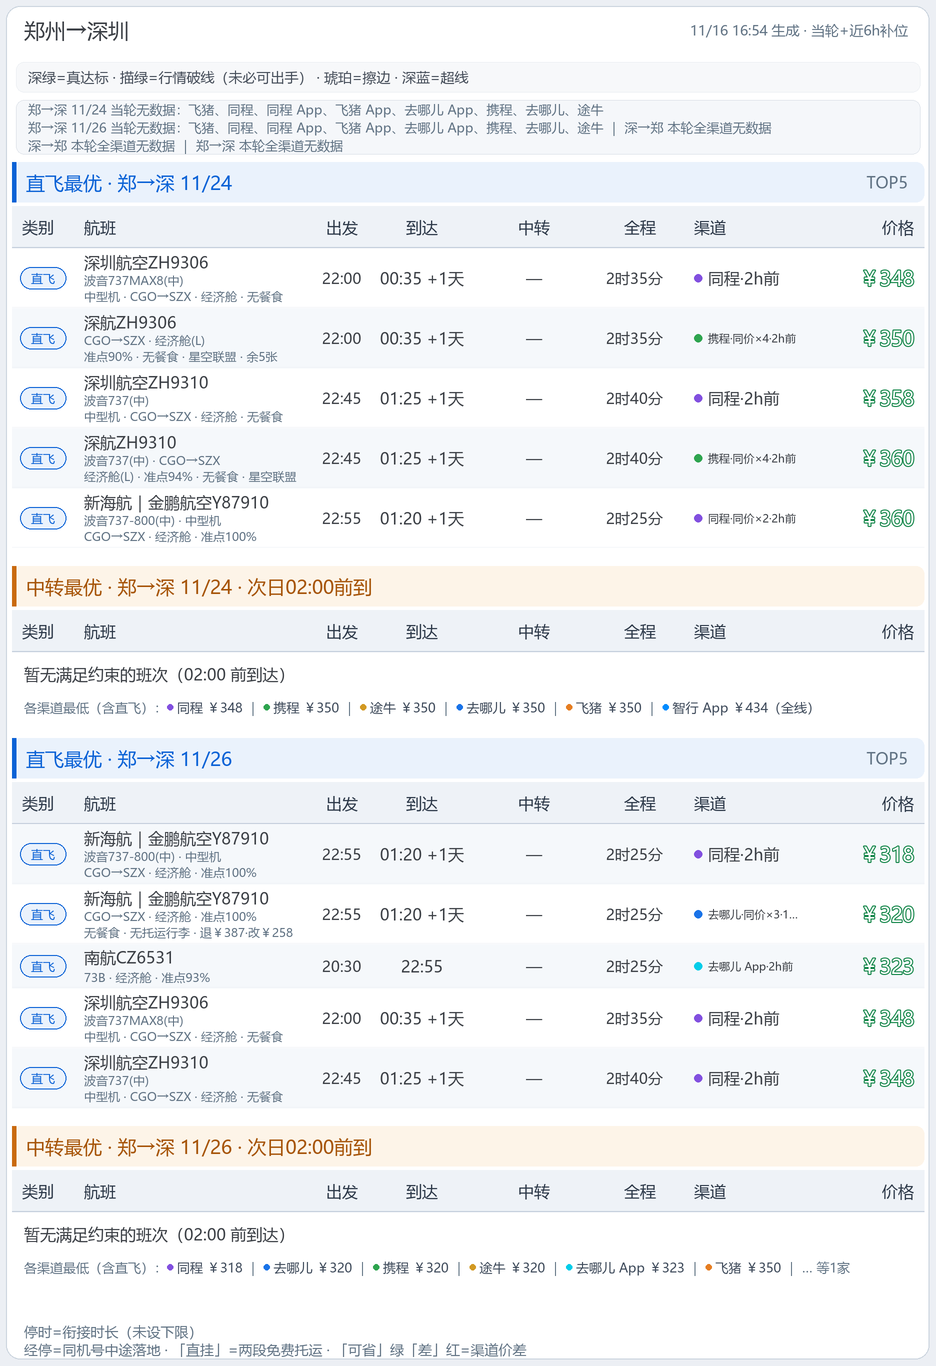 郑州→深圳
11/16 16:54 生成 · 当轮+近6h补位
深绿=真达标 · 描绿=行情破线（未必可出手） · 琥珀=擦边 · 深蓝=超线
郑→深 11/24 当轮无数据：飞猪、同程、同程 App、飞猪 App、去哪儿 App、携程、去哪儿、途牛
郑→深 11/26 当轮无数据：飞猪、同程、同程 App、飞猪 App、去哪儿 App、携程、去哪儿、途牛 | 深→郑 本轮全渠道无数据
深→郑 本轮全渠道无数据 | 郑→深 本轮全渠道无数据
直飞最优 · 郑→深 11/24 TOP5
类别 航班 出发 到达 中转 全程 渠道 价格
深圳航空ZH9306
波音737MAX8(中)
直飞 22:00 00:35 +1天 — 2时35分 同程·2h前 ¥348
中型机 · CGO→SZX · 经济舱 · 无餐食
深航ZH9306
CGO→SZX · 经济舱(L)
直飞 22:00 00:35 +1天 — 2时35分 携程·同价×4·2h前 ¥350
准点90% · 无餐食 · 星空联盟 · 余5张
深圳航空ZH9310
波音737(中)
直飞 22:45 01:25 +1天 — 2时40分 同程·2h前 ¥358
中型机 · CGO→SZX · 经济舱 · 无餐食
深航ZH9310
波音737(中) · CGO→SZX
直飞 22:45 01:25 +1天 — 2时40分 携程·同价×4·2h前 ¥360
经济舱(L) · 准点94% · 无餐食 · 星空联盟
新海航 | 金鹏航空Y87910
波音737-800(中) · 中型机
直飞 22:55 01:20 +1天 — 2时25分 同程·同价×2·2h前 ¥360
CGO→SZX · 经济舱 · 准点100%
中转最优 · 郑→深 11/24 · 次日02:00前到
类别 航班 出发 到达 中转 全程 渠道 价格
暂无满足约束的班次（02:00 前到达）
各渠道最低（含直飞）: 同程 ¥348 | 携程 ¥350 | 途牛 ¥350 | 去哪儿 ¥350 | 飞猪 ¥350 | 智行 App ¥434（全线）
直飞最优 · 郑→深 11/26 TOP5
类别 航班 出发 到达 中转 全程 渠道 价格
新海航 | 金鹏航空Y87910
波音737-800(中) · 中型机
直飞 22:55 01:20 +1天 — 2时25分 同程·2h前 ¥318
CGO→SZX · 经济舱 · 准点100%
新海航 | 金鹏航空Y87910
CGO→SZX · 经济舱 · 准点100%
直飞 22:55 01:20 +1天 — 2时25分 去哪儿·同价×3·1... ¥320
无餐食 · 无托运行李 · 退¥387·改¥258
南航CZ6531
直飞 20:30 22:55 — 2时25分 去哪儿 App·2h前 ¥323
73B · 经济舱 · 准点93%
深圳航空ZH9306
波音737MAX8(中)
直飞 22:00 00:35 +1天 — 2时35分 同程·2h前 ¥348
中型机 · CGO→SZX · 经济舱 · 无餐食
深圳航空ZH9310
波音737(中)
直飞 22:45 01:25 +1天 — 2时40分 同程·2h前 ¥348
中型机 · CGO→SZX · 经济舱 · 无餐食
中转最优 · 郑→深 11/26 · 次日02:00前到
类别 航班 出发 到达 中转 全程 渠道 价格
暂无满足约束的班次（02:00 前到达）
各渠道最低（含直飞）: 同程 ¥318 | 去哪儿 ¥320 | 携程 ¥320 | 途牛 ¥320 | 去哪儿 App ¥323 | 飞猪 ¥350 | ... 等1家
停时=衔接时长（未设下限）
经停=同机号中途落地 · 「直挂」=两段免费托运 · 「可省」绿「差」红=渠道价差